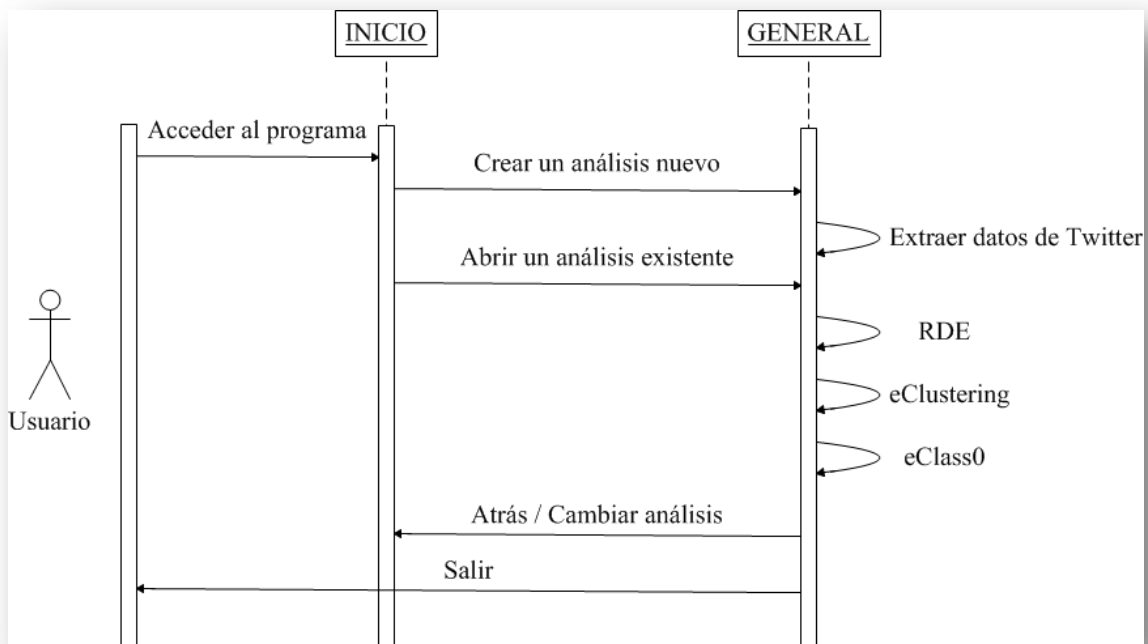 INICIO
GENERAL
Acceder al programa
Crear un análisis nuevo
Extraer datos de Twitter
Abrir un análisis existente
RDE
eClustering
Usuario
eClass0
Atrás / Cambiar análisis
Salir